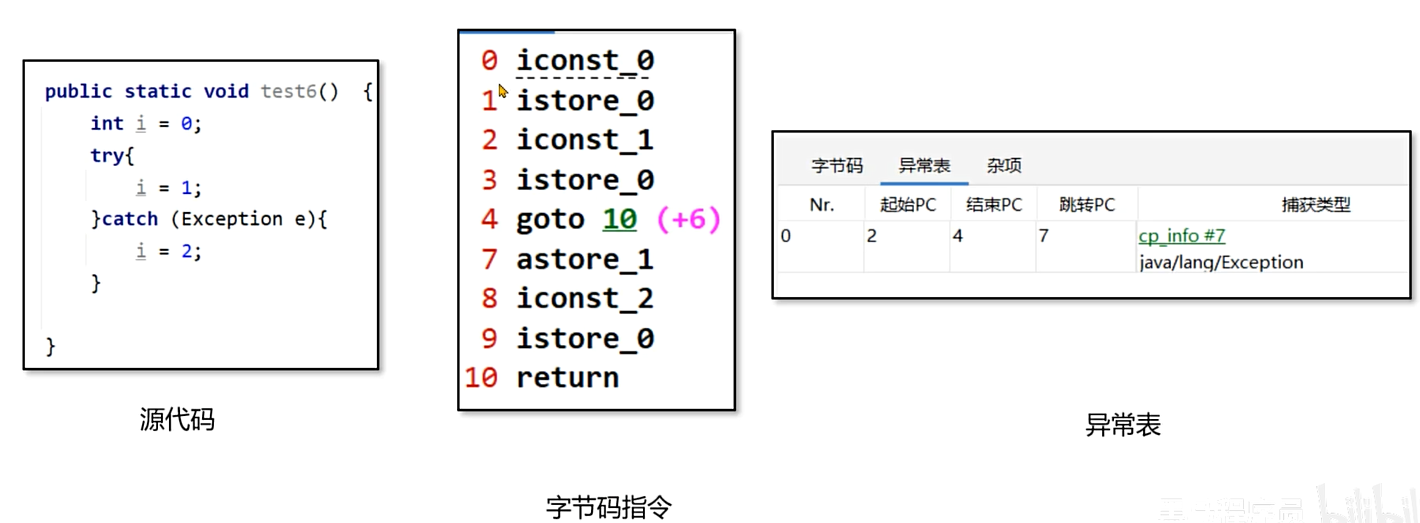 public static void test6() {
int i = 0;
try{
i = 1;
}catch (Exception e){
i = 2;
}
}
源代码
0 iconst_0
1 istore_0
2 iconst_1
3 istore_0
4 goto 10 (+6)
7 astore_1
8 iconst_2
9 istore_0
10 return
字节码指令
字节码 异常表 杂项
Nr. 起始PC 结束PC 跳转PC 捕获类型
0 2 4 7 cp_info #7
java/lang/Exception
异常表